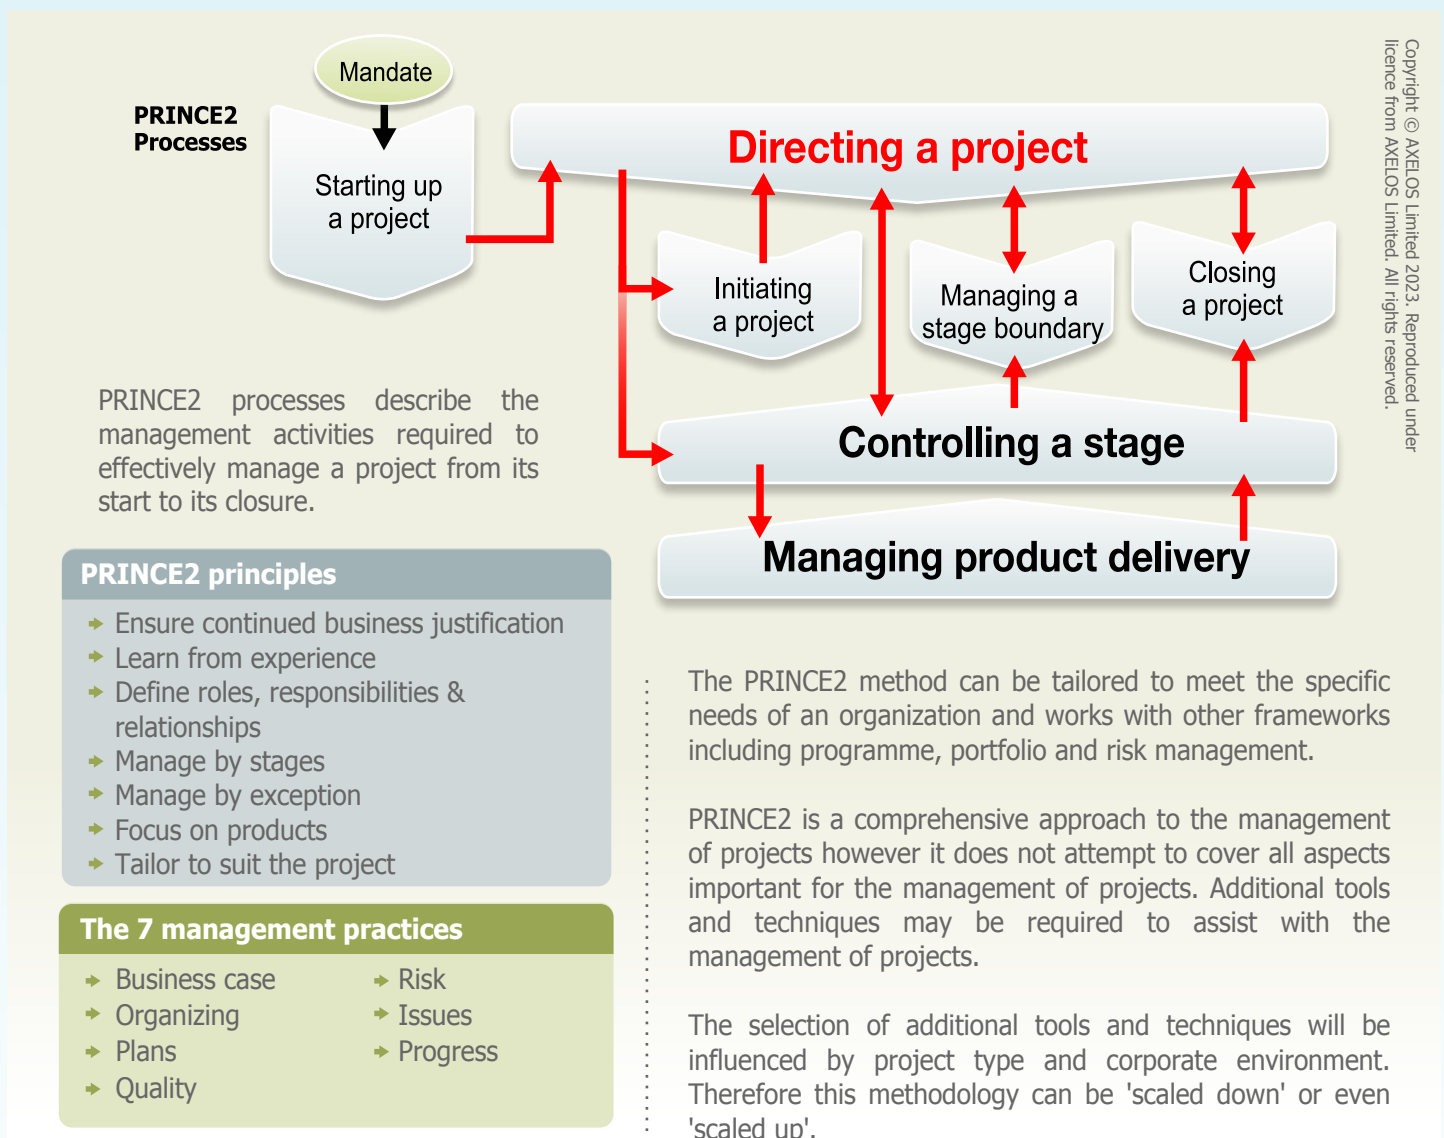 Mandate
PRINCE2
Processes
Starting up
a project
Directing a project
Initiating
a project
Managing a
stage boundary
Closing
a project
Controlling a stage
Managing product delivery
Copyright © AXELOS Limited 2023. Reproduced under
licence from AXELOS Limited. All rights reserved.
PRINCE2 processes describe the
management activities required to
effectively manage a project from its
start to its closure.
PRINCE2 principles
Ensure continued business justification
Learn from experience
Define roles, responsibilities &
relationships
Manage by stages
Manage by exception
Focus on products
Tailor to suit the project
The 7 management practices
Business case
Organizing
Plans
Quality
Risk
Issues
Progress
The PRINCE2 method can be tailored to meet the specific
needs of an organization and works with other frameworks
including programme, portfolio and risk management.
PRINCE2 is a comprehensive approach to the management
of projects however it does not attempt to cover all aspects
important for the management of projects. Additional tools
and techniques may be required to assist with the
management of projects.
The selection of additional tools and techniques will be
influenced by project type and corporate environment.
Therefore this methodology can be 'scaled down' or even
'scaled up'.